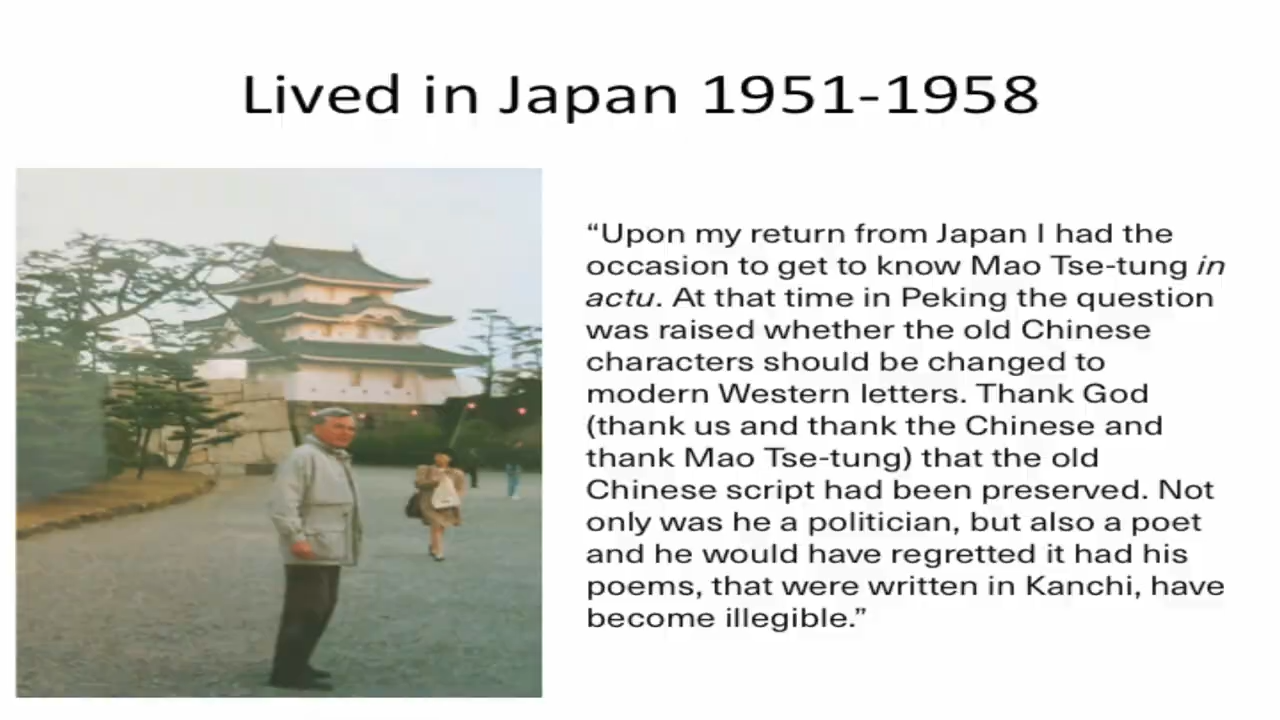 Lived in Japan 1951-1958
“Upon my return from Japan I had the
occasion to get to know Mao Tse-tung in
actu. At that time in Peking the question
was raised whether the old Chinese
characters should be changed to
modern Western letters. Thank God
(thank us and thank the Chinese and
thank Mao Tse-tung) that the old
Chinese script had been preserved. Not
only was he a politician, but also a poet
and he would have regretted it had his
poems, that were written in Kanchi, have
become illegible.”